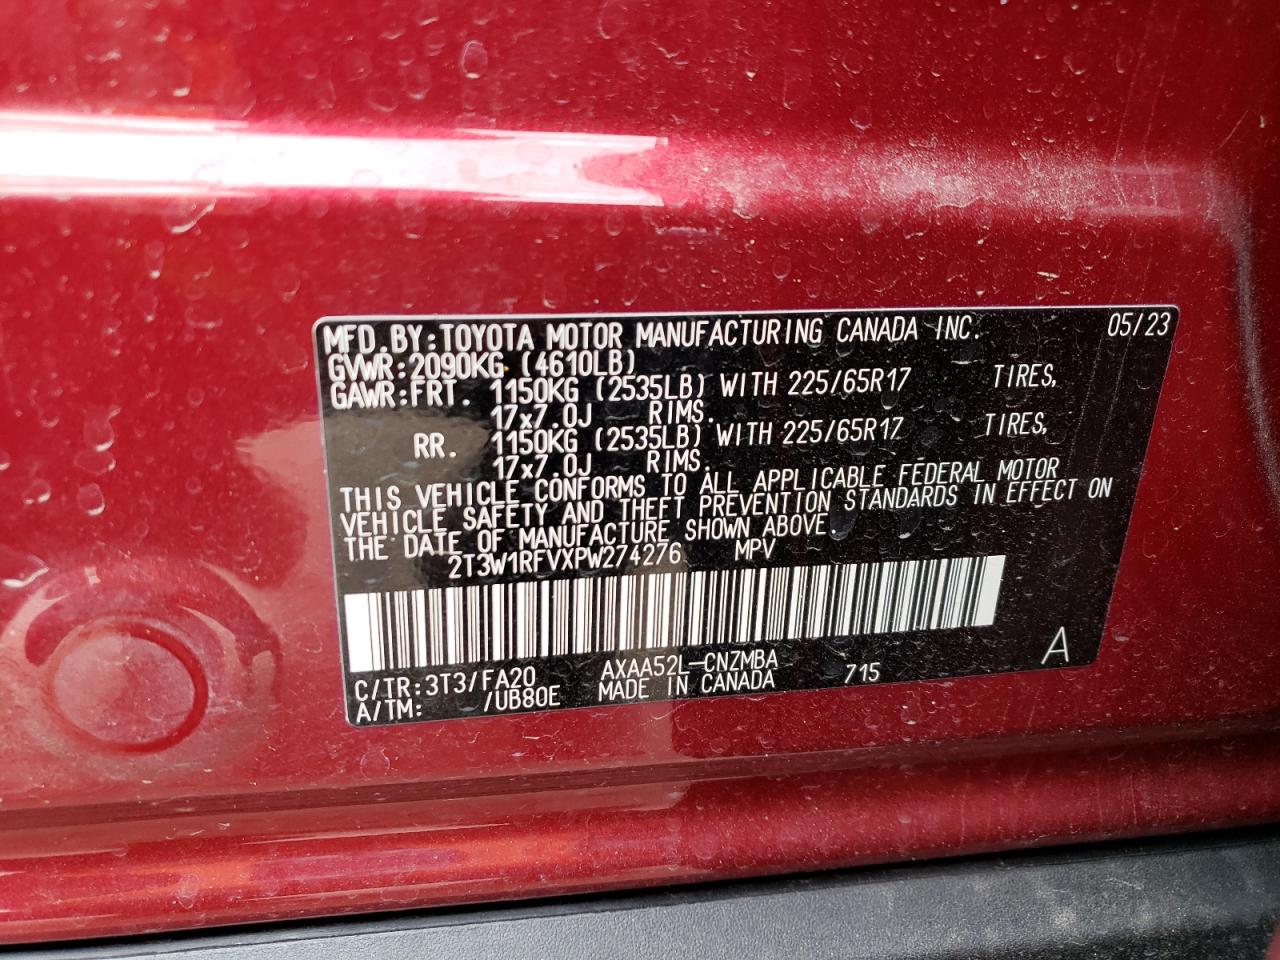 MFD.BY:TOYOTA MOTOR MANUFACTURING CANADA INC. 05/23
GVWR:2090KG (4610LB)
GAWR:FRT. 1150KG (2535LB) WITH 225/65R17 TIRES,
17x7.0J RIMS.
RR. 1150KG (2535LB) WITH 225/65R17 TIRES,
17x7.0J RIMS.
THIS VEHICLE CONFORMS TO ALL APPLICABLE FEDERAL MOTOR
VEHICLE SAFETY AND THEFT PREVENTION STANDARDS IN EFFECT ON
THE DATE OF MANUFACTURE SHOWN ABOVE.
2T3W1RFVXPW274276 MPV
C/TR:3T3/FA20 AXAA52L-CNZMBA 715 A
A/TM: /UB80E MADE IN CANADA